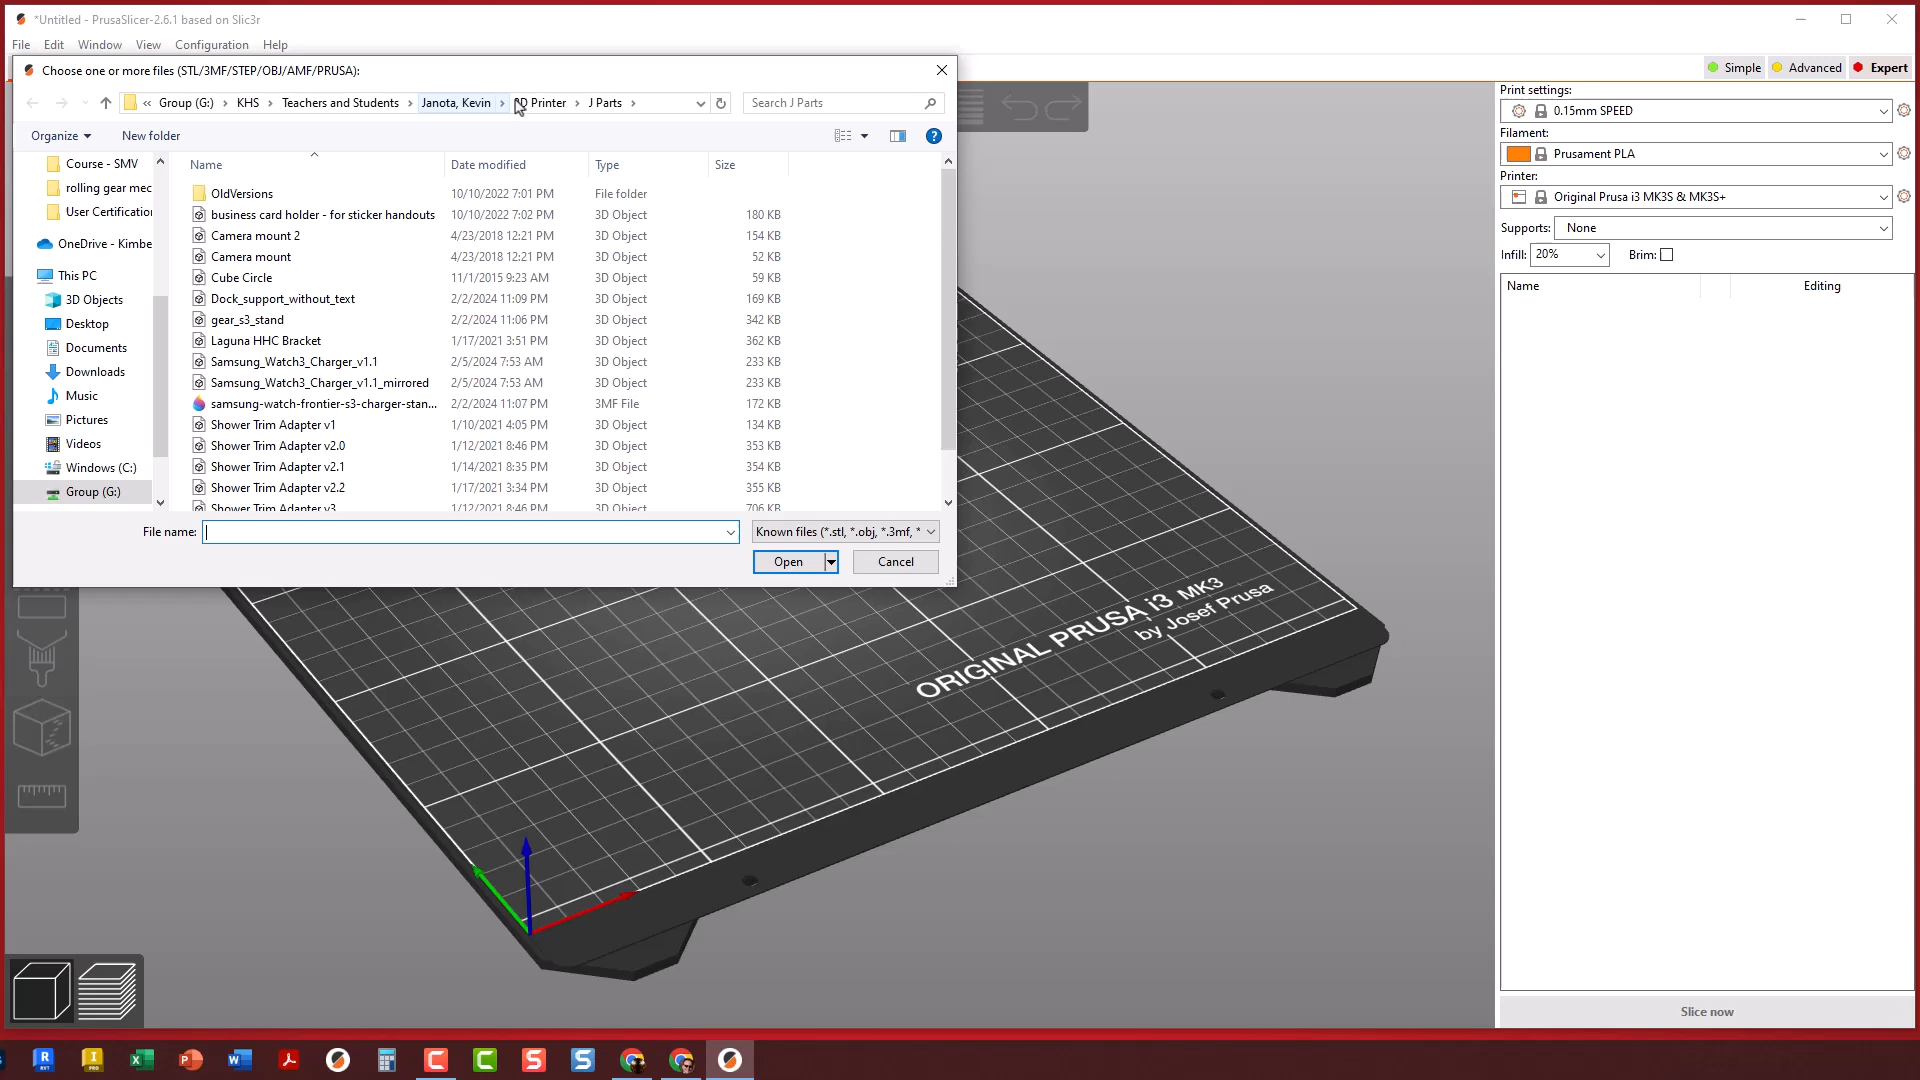 *Untitled - PrusaSlicer-2.6.1 based on Slic3r
File Edit Window View Configuration Help
Choose one or more files (STL/3MF/STEP/OBJ/AMF/PRUSA):
Simple Advanced Expert
« Group (G:) › KHS › Teachers and Students › Janota, Kevin › Printer › J Parts ›
Search J Parts
Organize New folder
Name Date modified Type Size
Course - SMV
rolling gear mec
User Certification
OneDrive - Kimbe
This PC
3D Objects
Desktop
Documents
Downloads
Music
Pictures
Videos
Windows (C:)
Group (G:)
OldVersions 10/10/2022 7:01 PM File folder
business card holder - for sticker handouts 10/10/2022 7:02 PM 3D Object 180 KB
Camera mount 2 4/23/2018 12:21 PM 3D Object 154 KB
Camera mount 4/23/2018 12:21 PM 3D Object 52 KB
Cube Circle 11/1/2015 9:23 AM 3D Object 59 KB
Dock_support_without_text 2/2/2024 11:09 PM 3D Object 169 KB
gear_s3_stand 2/2/2024 11:06 PM 3D Object 342 KB
Laguna HHC Bracket 1/17/2021 3:51 PM 3D Object 362 KB
Samsung_Watch3_Charger_v1.1 2/5/2024 7:53 AM 3D Object 233 KB
Samsung_Watch3_Charger_v1.1_mirrored 2/5/2024 7:53 AM 3D Object 233 KB
samsung-watch-frontier-s3-charger-stan... 2/2/2024 11:07 PM 3MF File 172 KB
Shower Trim Adapter v1 1/10/2021 4:05 PM 3D Object 134 KB
Shower Trim Adapter v2.0 1/12/2021 8:46 PM 3D Object 353 KB
Shower Trim Adapter v2.1 1/14/2021 8:35 PM 3D Object 354 KB
Shower Trim Adapter v2.2 1/17/2021 3:34 PM 3D Object 355 KB
Shower Trim Adapter v3 1/12/2021 8:46 PM 3D Object 706 KB
File name:
Known files (*.stl, *.obj, *.3mf, *
Open Cancel
Print settings:
0.15mm SPEED
Filament:
Prusament PLA
Printer:
Original Prusa i3 MK3S & MK3S+
Supports: None
Infill: 20% Brim:
Name Editing
ORIGINAL PRUSA i3 MK3
by Josef Prusa
Slice now